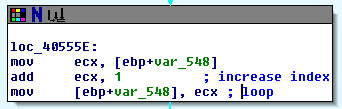 loc_40555E:
mov     ecx, [ebp+var_548]
add     ecx, 1          ; increase index
mov     [ebp+var_548], ecx ; loop